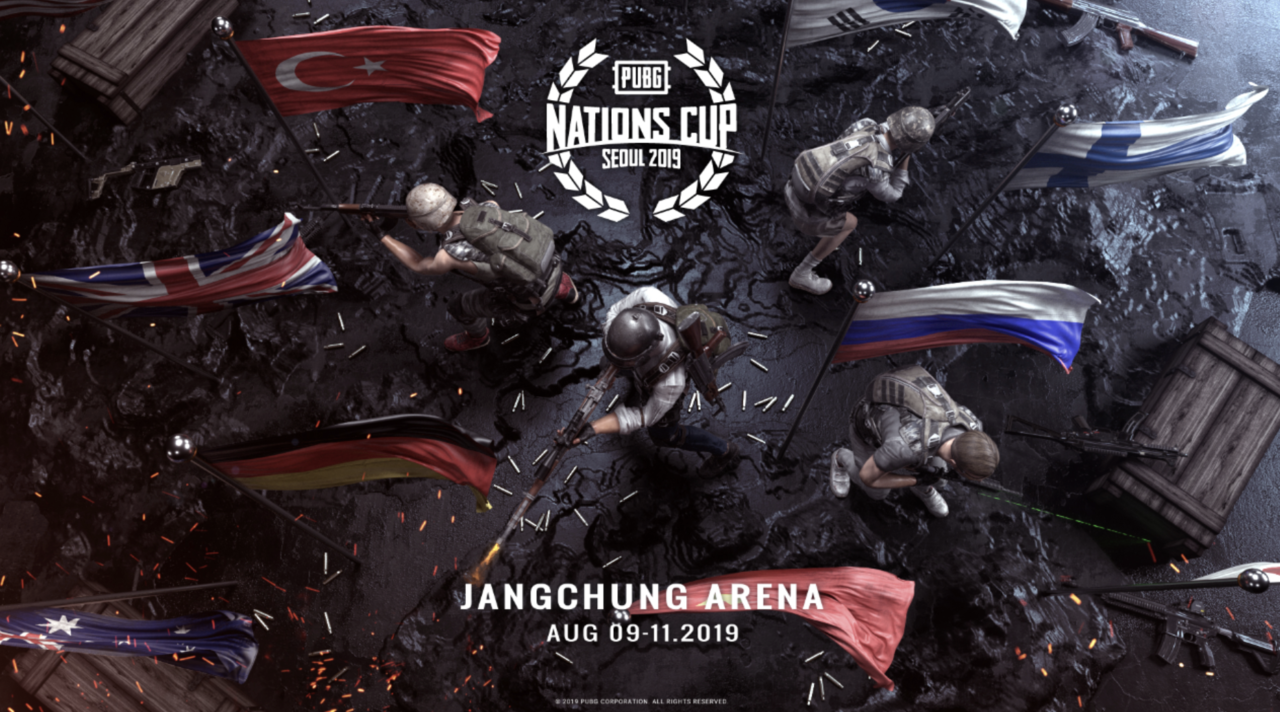 PUBG
NATIONS CUP
SEOUL 2019
JANGCHUNG ARENA
AUG 09-11.2019
© 2019 PUBG CORPORATION. ALL RIGHTS RESERVED.